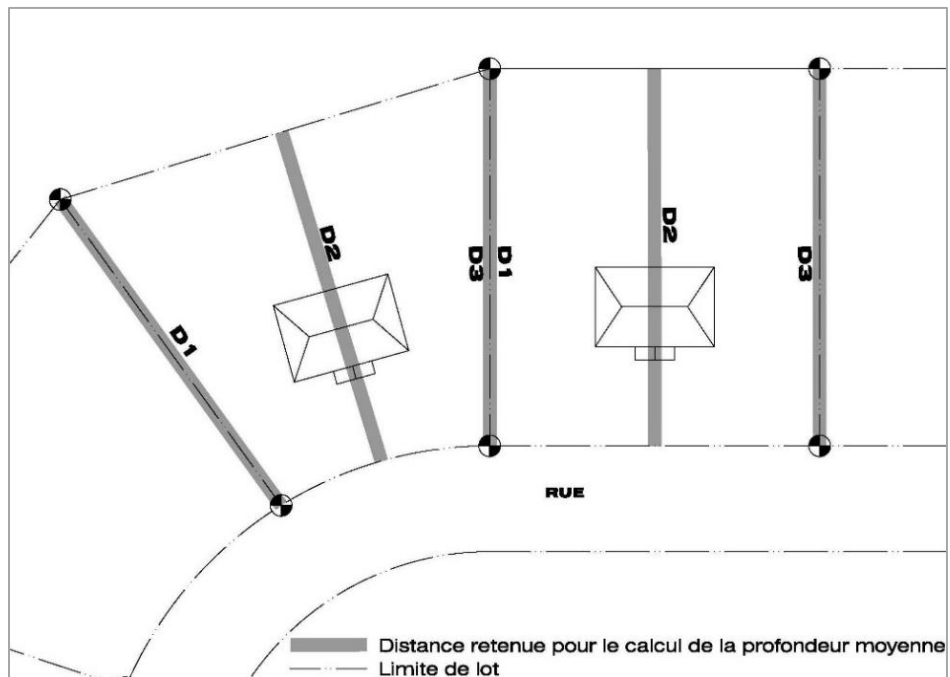 D1
D2
D3
D1
D2
D3
RUE
Distance retenue pour le calcul de la profondeur moyenne
Limite de lot